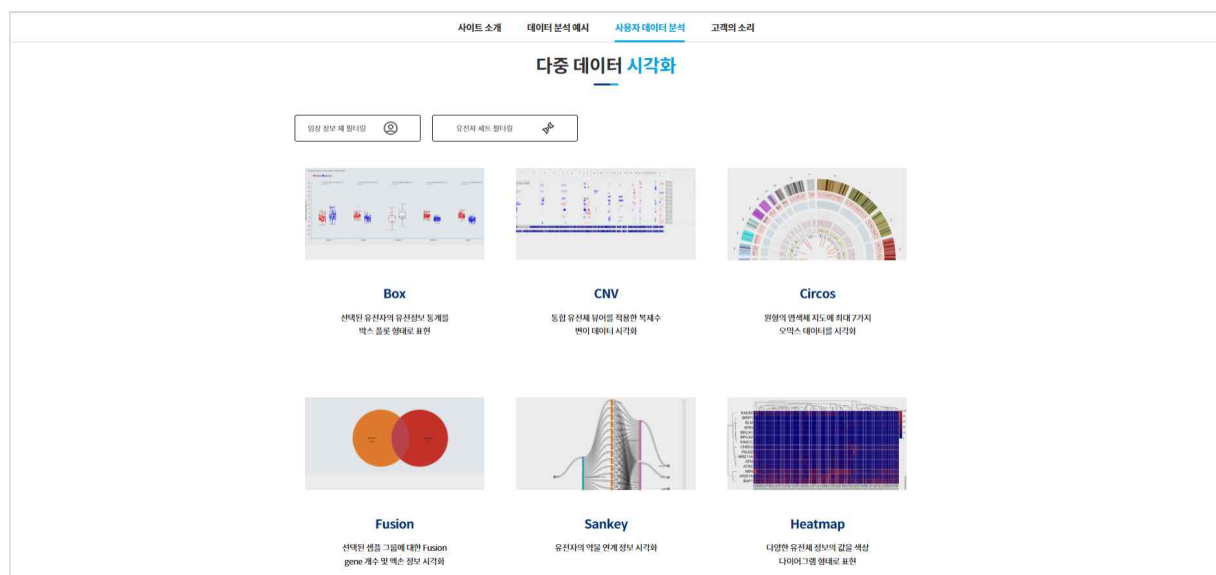 사이트 소개 데이터 분석 예시 사용자 데이터 분석 고객의 소리
다중 데이터 시각화
임상 정보 재 필터링 유전자 세트 필터링
Box CNV Circos
선택된 유전자의 유전정보 통계를 통합 유전체 뷰어를 적용한 복제수 원형의 염색체 지도에 최대 7가지
박스 플롯 형태로 표현 변이 데이터 시각화 오믹스 데이터를 시각화
Fusion Sankey Heatmap
선택된 샘플 그룹에 대한 Fusion 유전자의 약물 연계 정보 시각화 다양한 유전체 정보의 값을 색상
gene 개수 및 엑손 정보 시각화 다이어그램 형태로 표현